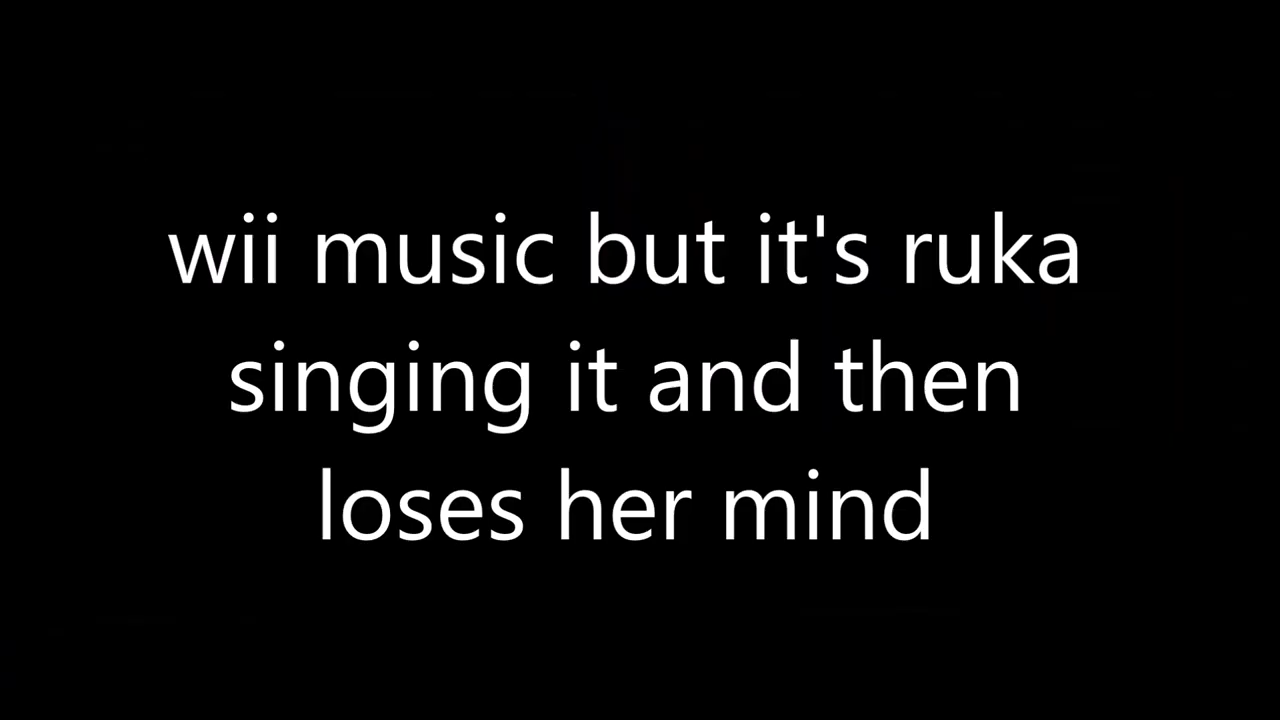 wii music but it's ruka
singing it and then
loses her mind